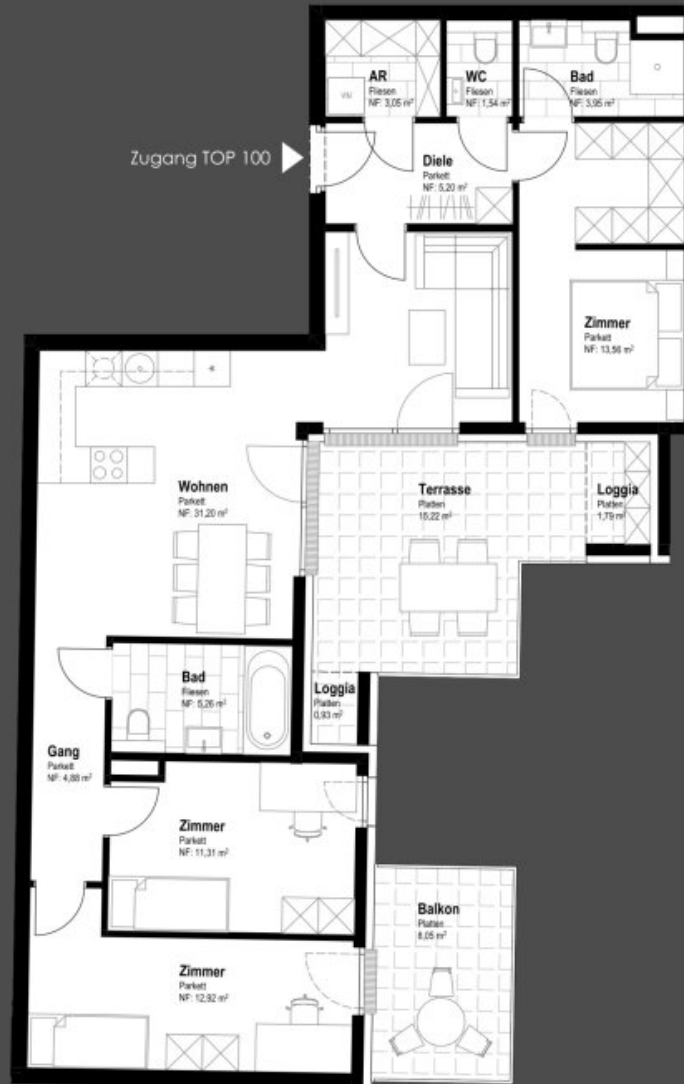 AR
Fliesen
NF: 3,05 m²
WC
Fliesen
NF: 1,54 m²
Bad
Fliesen
NF: 3,95 m²
Zugang TOP 100
Diele
Parkett
NF: 5,20 m²
Zimmer
Parkett
NF: 13,56 m²
Wohnen
Parkett
NF: 31,20 m²
Terrasse
Platten
15,22 m²
Loggia
Platten
1,79 m²
Bad
Fliesen
NF: 5,26 m²
Loggia
Platten
0,93 m²
Gang
Parkett
NF: 4,88 m²
Zimmer
Parkett
NF: 11,31 m²
Balkon
Platten
8,05 m²
Zimmer
Parkett
NF: 12,92 m²